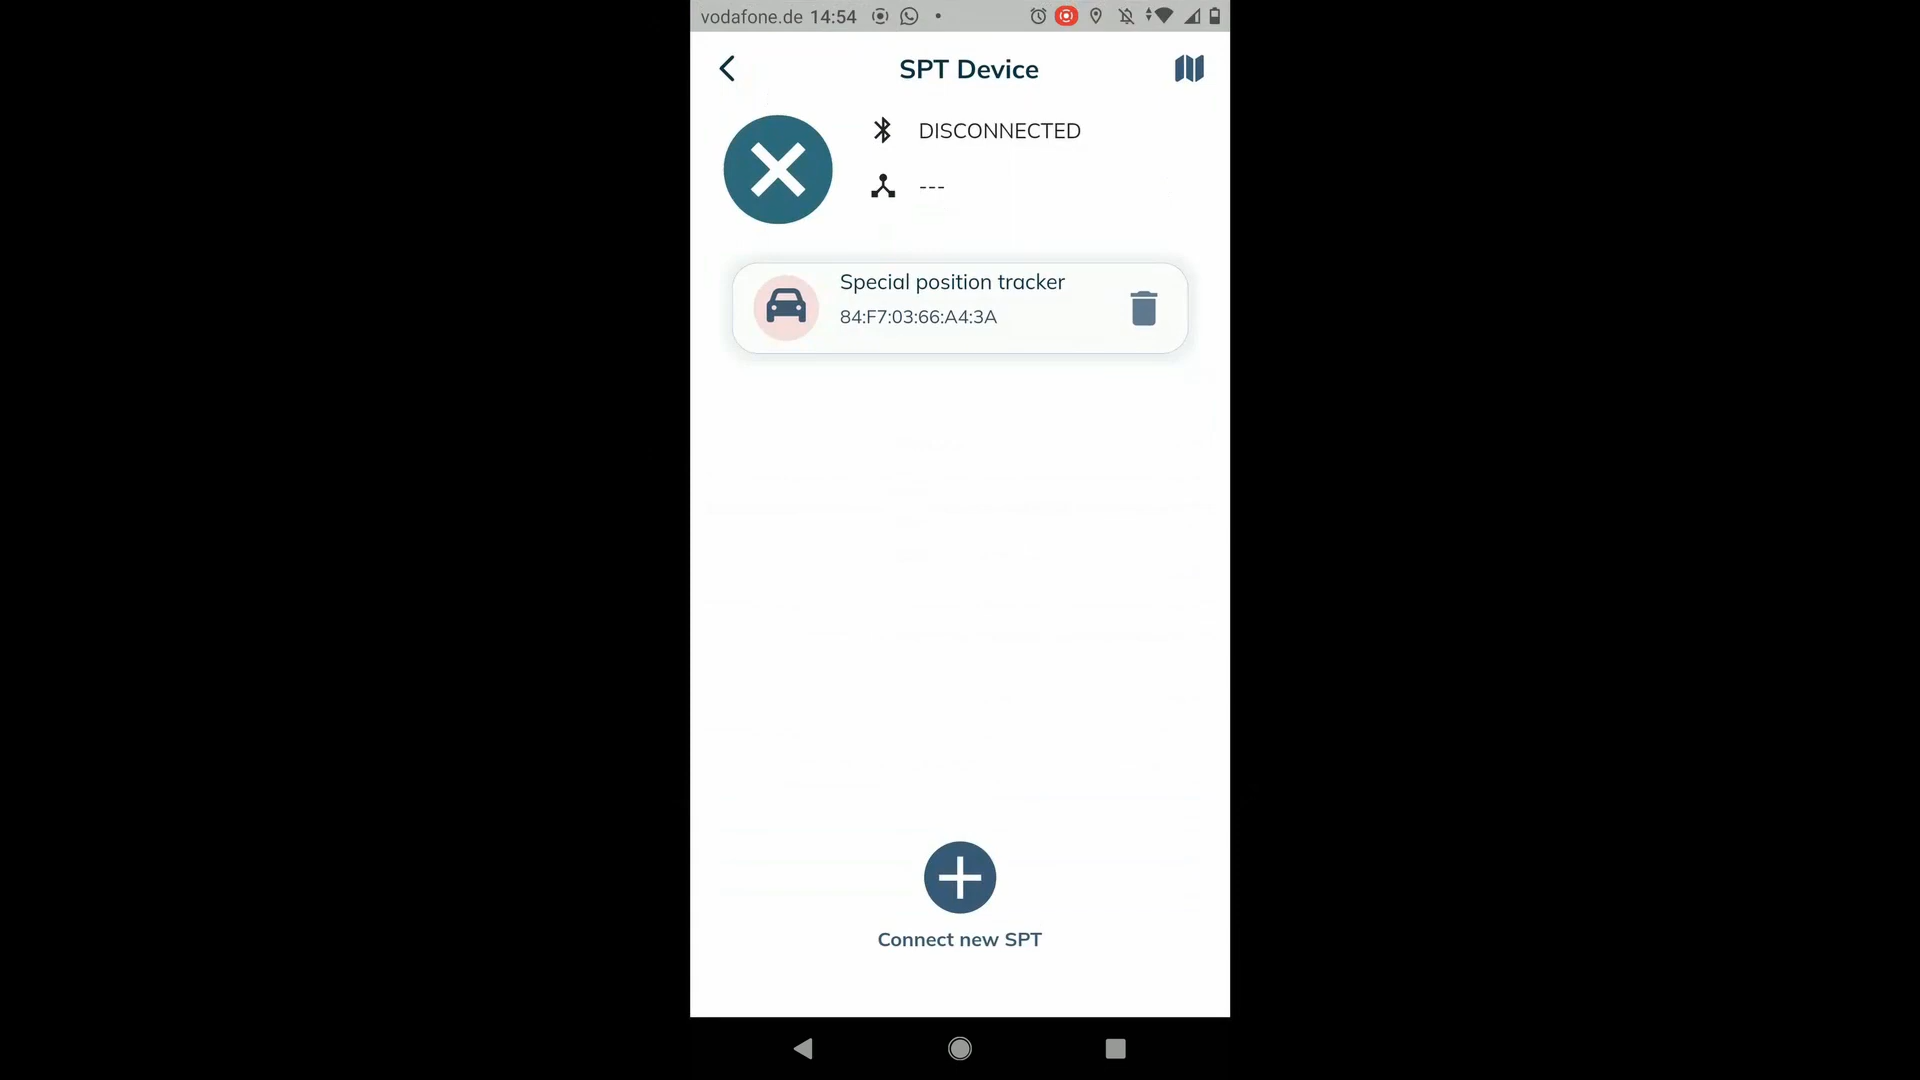 vodafone.de 14:54
SPT Device
DISCONNECTED
---
Special position tracker
84:F7:03:66:A4:3A
Connect new SPT